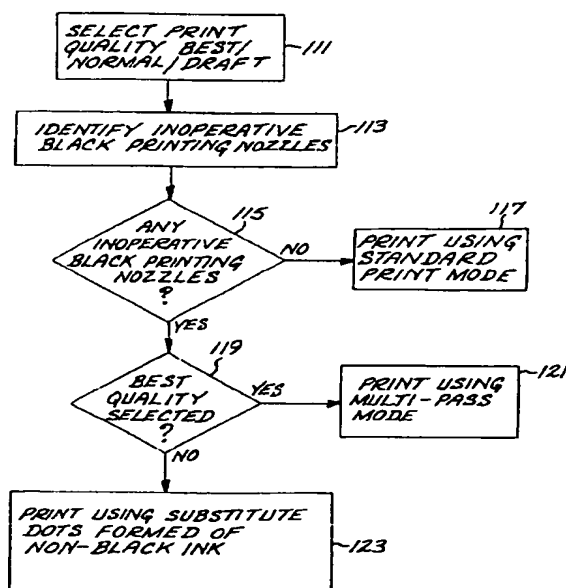 SELECT PRINT
QUALITY BEST/
NORMAL/DRAFT
111
IDENTIFY INOPERATIVE
BLACK PRINTING NOZZLES
113
ANY
INOPERATIVE
BLACK PRINTING
NOZZLES
?
115
NO
PRINT USING
STANDARD
PRINT MODE
117
YES
BEST
QUALITY
SELECTED
?
119
YES
PRINT USING
MULTI-PASS
MODE
121
NO
PRINT USING SUBSTITUTE
DOTS FORMED OF
NON-BLACK INK
123